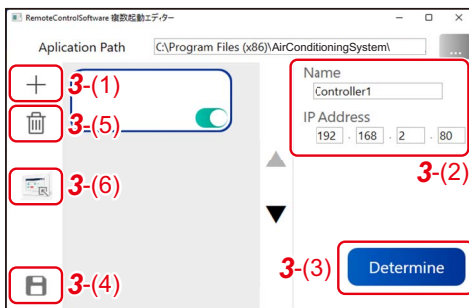 RemoteControlSoftware 複数起動エディター
Aplication Path C:\Program Files (x86)\AirConditioningSystem\ ...
3-(1)
3-(5)
3-(6)
3-(4)
Name
Controller1
IP Address
192 . 168 . 2 . 80
3-(2)
3-(3) Determine